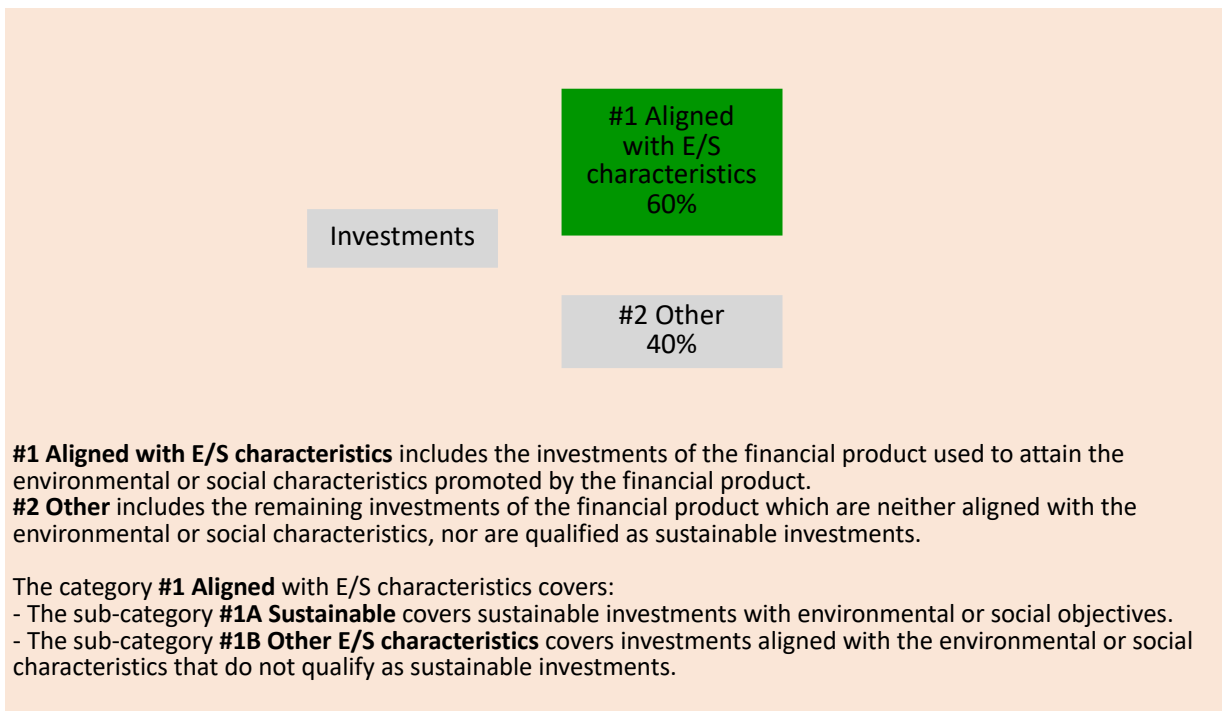 #1 Aligned
with E/S
characteristics
60%
Investments
#2 Other
40%
#1 Aligned with E/S characteristics includes the investments of the financial product used to attain the
environmental or social characteristics promoted by the financial product.
#2 Other includes the remaining investments of the financial product which are neither aligned with the
environmental or social characteristics, nor are qualified as sustainable investments.
The category #1 Aligned with E/S characteristics covers:
- The sub-category #1A Sustainable covers sustainable investments with environmental or social objectives.
- The sub-category #1B Other E/S characteristics covers investments aligned with the environmental or social
characteristics that do not qualify as sustainable investments.